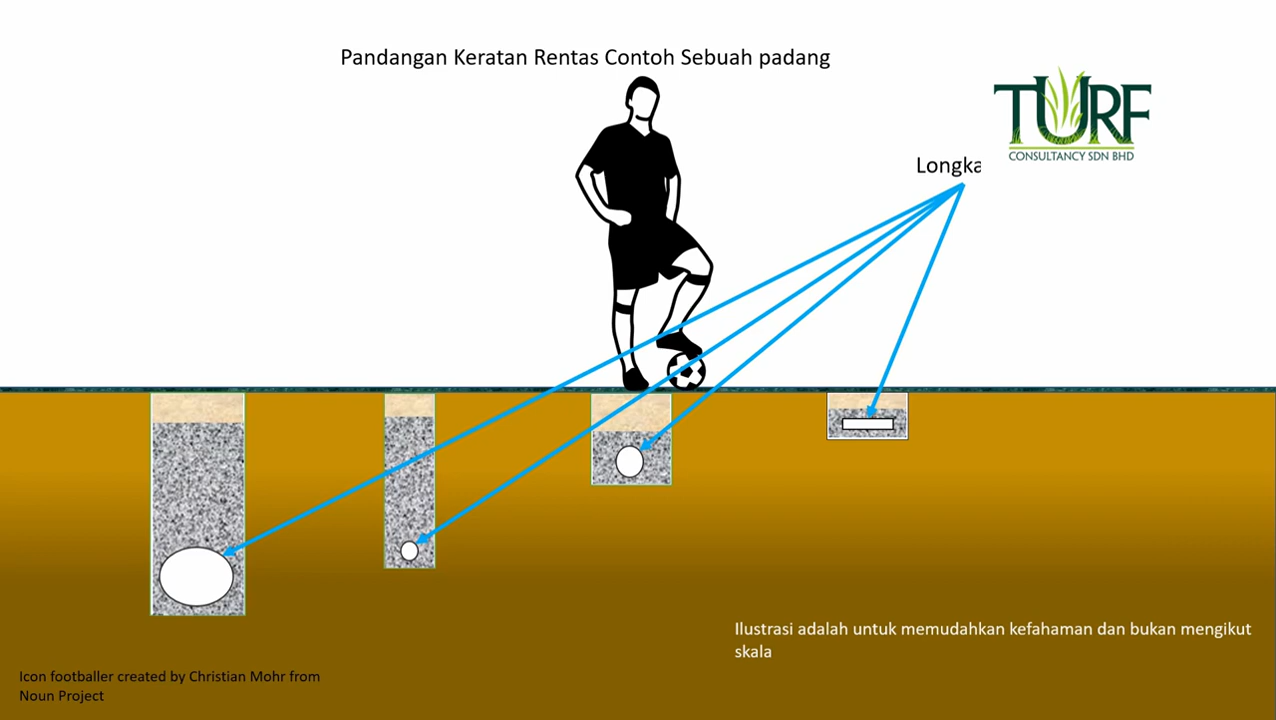 Pandangan Keratan Rentas Contoh Sebuah padang
TURF
CONSULTANCY SDN BHD
Ilustrasi adalah untuk memudahkan kefahaman dan bukan mengikut
skala
Icon footballer created by Christian Mohr from
Noun Project